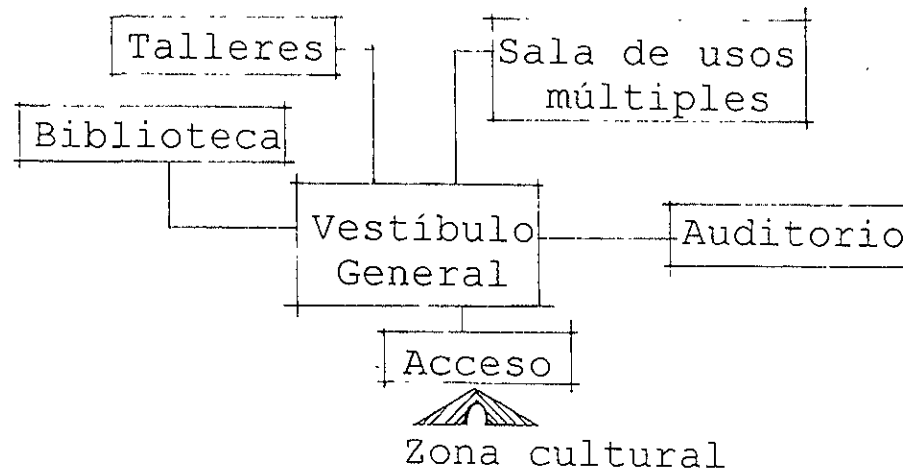 Talleres
Sala de usos
múltiples
Biblioteca
Vestíbulo
General
Auditorio
Acceso
Zona cultural